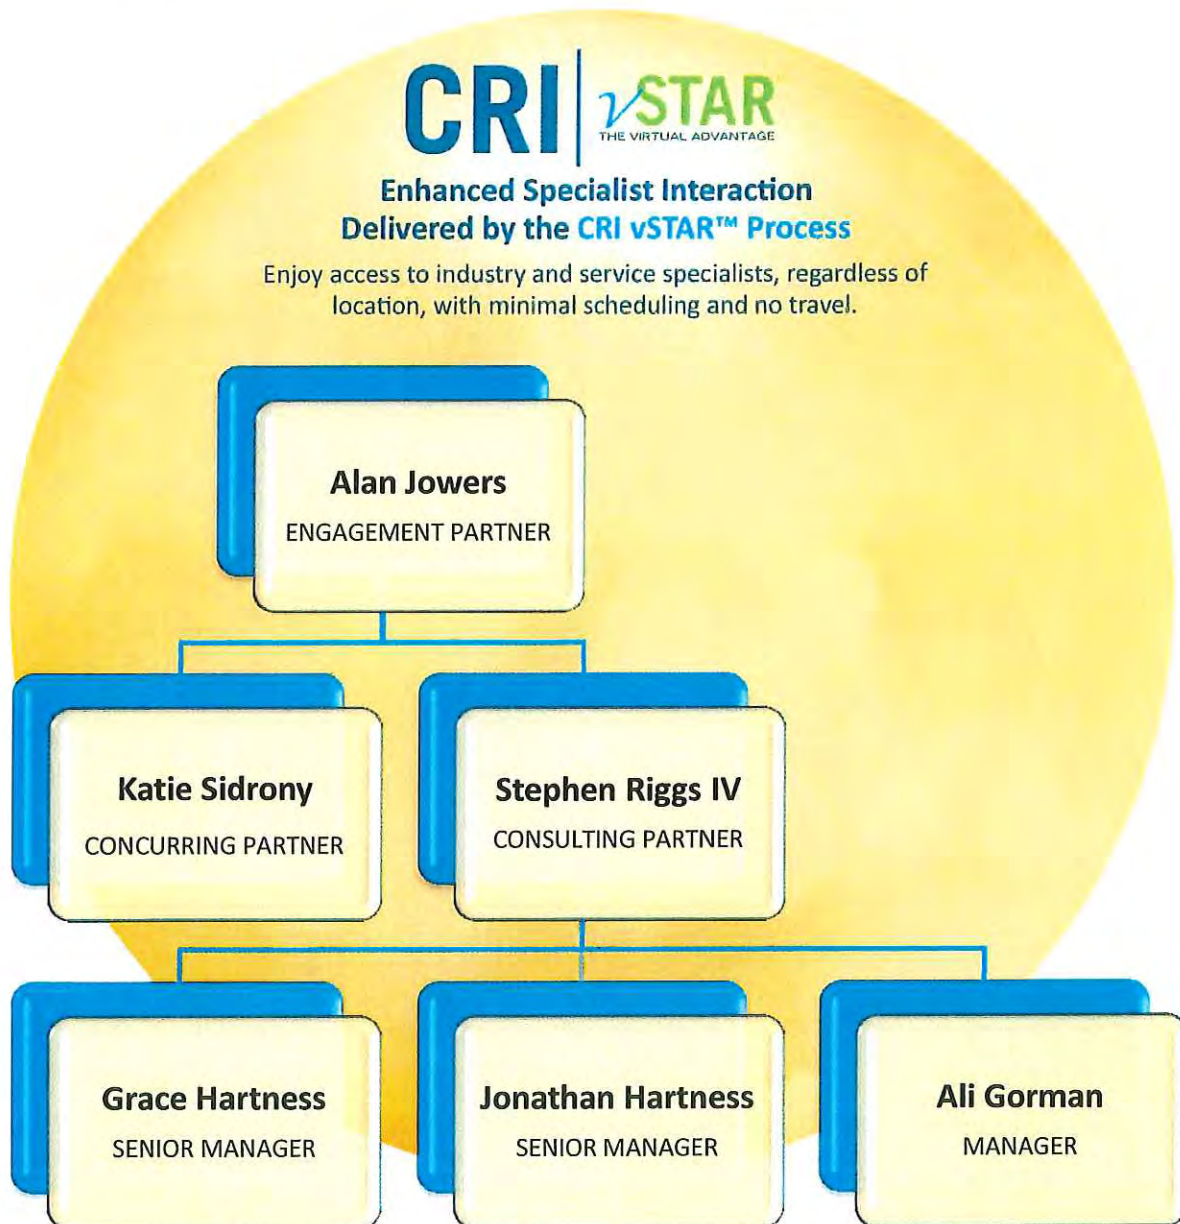 CRI vSTAR
THE VIRTUAL ADVANTAGE
Enhanced Specialist Interaction
Delivered by the CRI vSTAR™ Process
Enjoy access to industry and service specialists, regardless of
location, with minimal scheduling and no travel.
Alan Jowers
ENGAGEMENT PARTNER
Katie Sidrony
CONCURRING PARTNER
Stephen Riggs IV
CONSULTING PARTNER
Grace Hartness
SENIOR MANAGER
Jonathan Hartness
SENIOR MANAGER
Ali Gorman
MANAGER